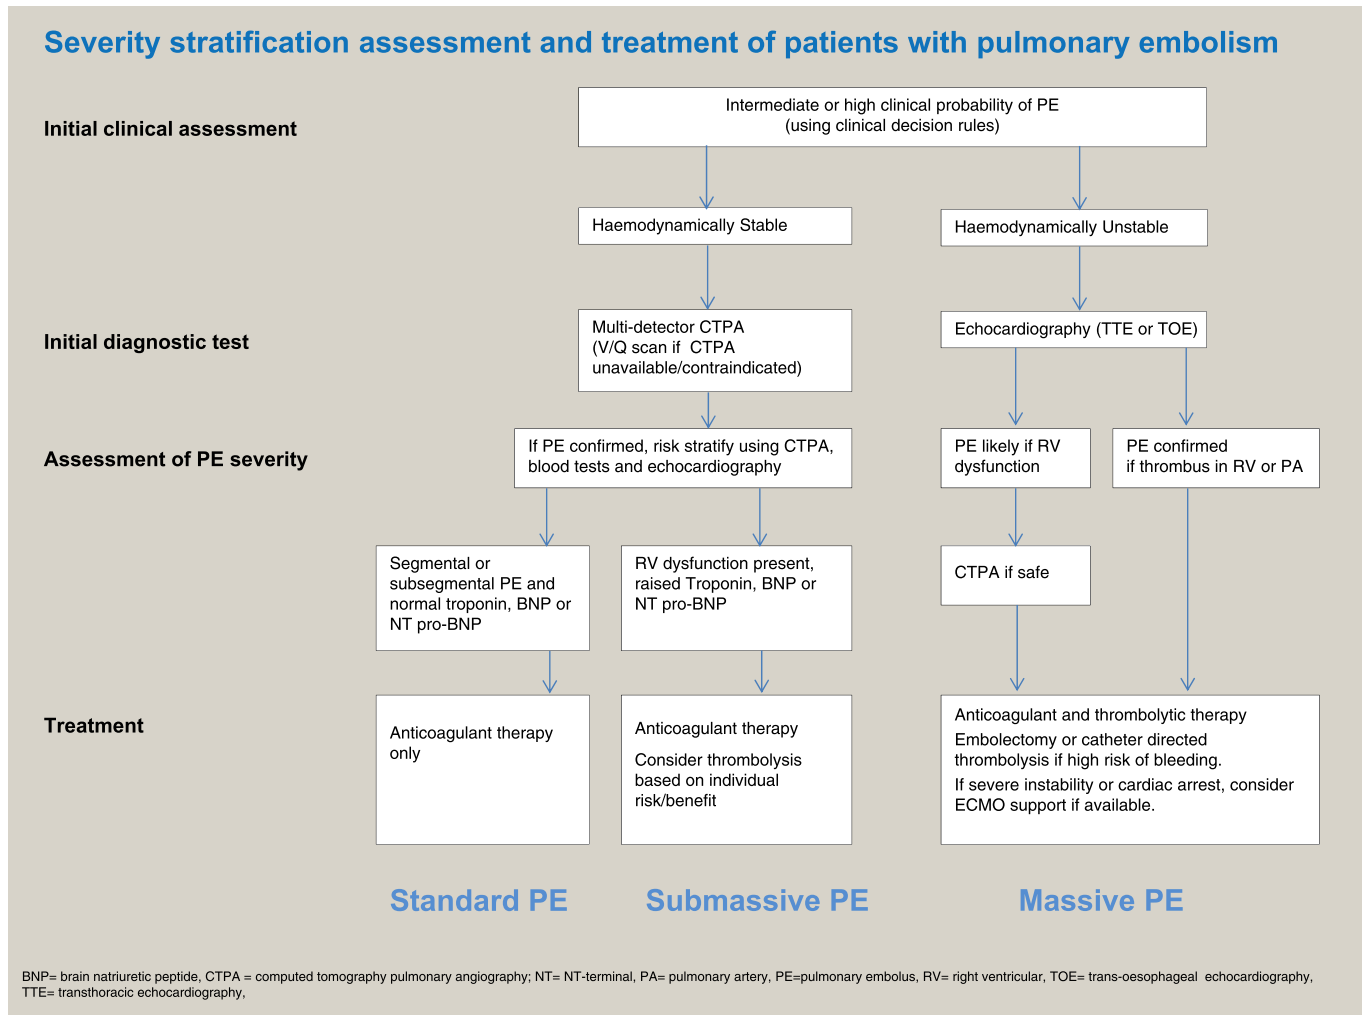 Severity stratification assessment and treatment of patients with pulmonary embolism
Initial clinical assessment
Intermediate or high clinical probability of PE
(using clinical decision rules)
Haemodynamically Stable
Haemodynamically Unstable
Initial diagnostic test
Multi-detector CTPA
(V/Q scan if CTPA
unavailable/contraindicated)
Echocardiography (TTE or TOE)
Assessment of PE severity
If PE confirmed, risk stratify using CTPA,
blood tests and echocardiography
PE likely if RV
dysfunction
PE confirmed
if thrombus in RV or PA
Segmental or
subsegmental PE and
normal troponin, BNP or
NT pro-BNP
RV dysfunction present,
raised Troponin, BNP or
NT pro-BNP
CTPA if safe
Treatment
Anticoagulant therapy
only
Anticoagulant therapy
Consider thrombolysis
based on individual
risk/benefit
Anticoagulant and thrombolytic therapy
Embolectomy or catheter directed
thrombolysis if high risk of bleeding.
If severe instability or cardiac arrest, consider
ECMO support if available.
Standard PE
Submassive PE
Massive PE
BNP= brain natriuretic peptide, CTPA = computed tomography pulmonary angiography; NT= NT-terminal, PA= pulmonary artery, PE=pulmonary embolus, RV= right ventricular, TOE= trans-oesophageal echocardiography,
TTE= transthoracic echocardiography,